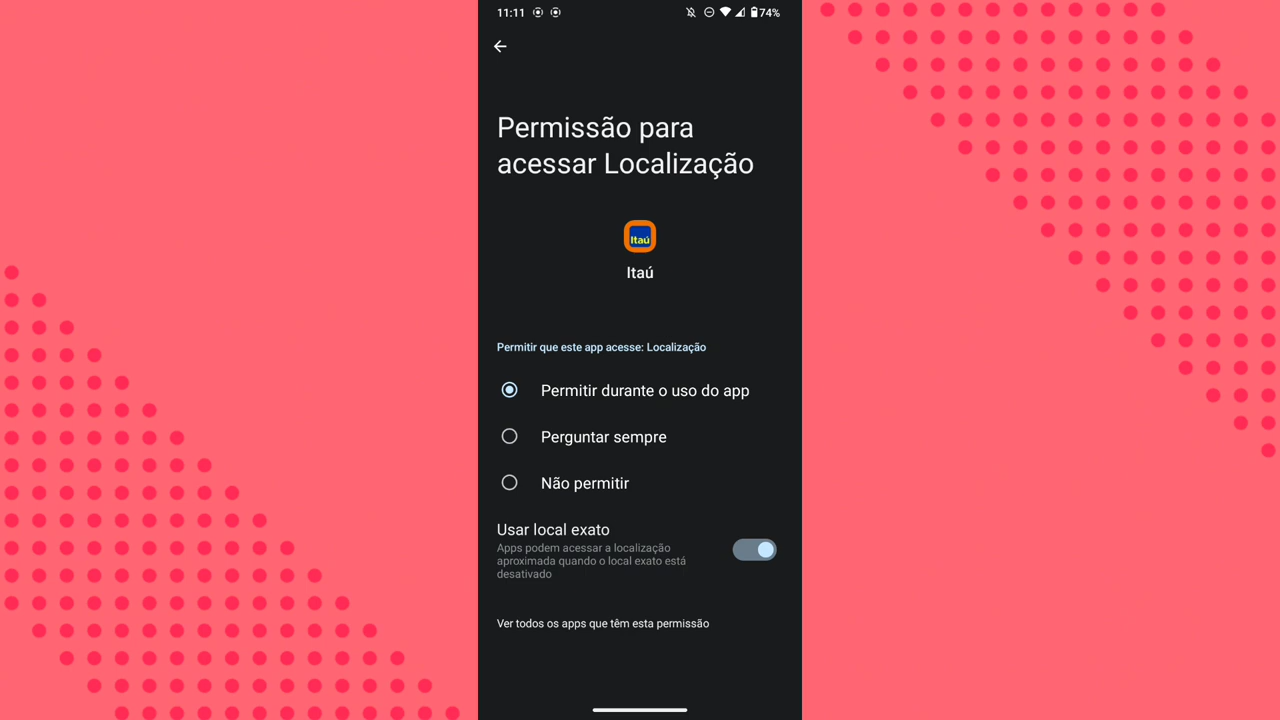 11:11
74%
Permissão para
acessar Localização
Itaú
Itaú
Permitir que este app acesse: Localização
Permitir durante o uso do app
Perguntar sempre
Não permitir
Usar local exato
Apps podem acessar a localização
aproximada quando o local exato está
desativado
Ver todos os apps que têm esta permissão